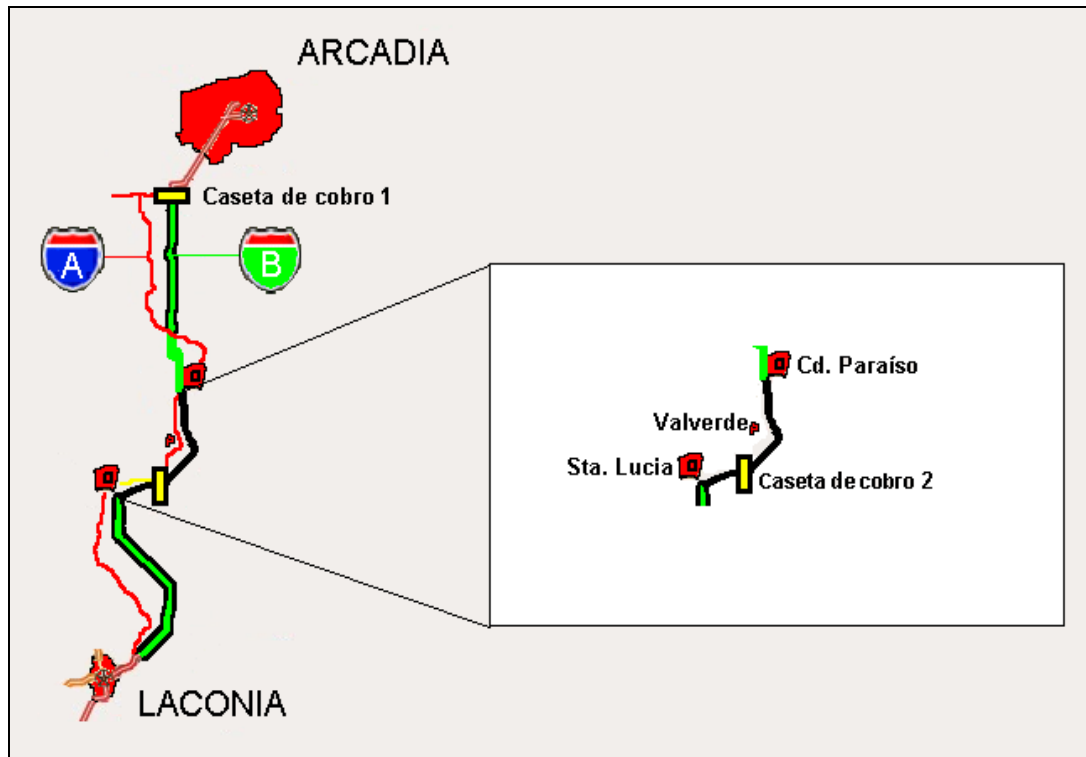 ARCADIA
Caseta de cobro 1
A
B
Cd. Paraíso
Valverde
Sta. Lucia
Caseta de cobro 2
LACONIA